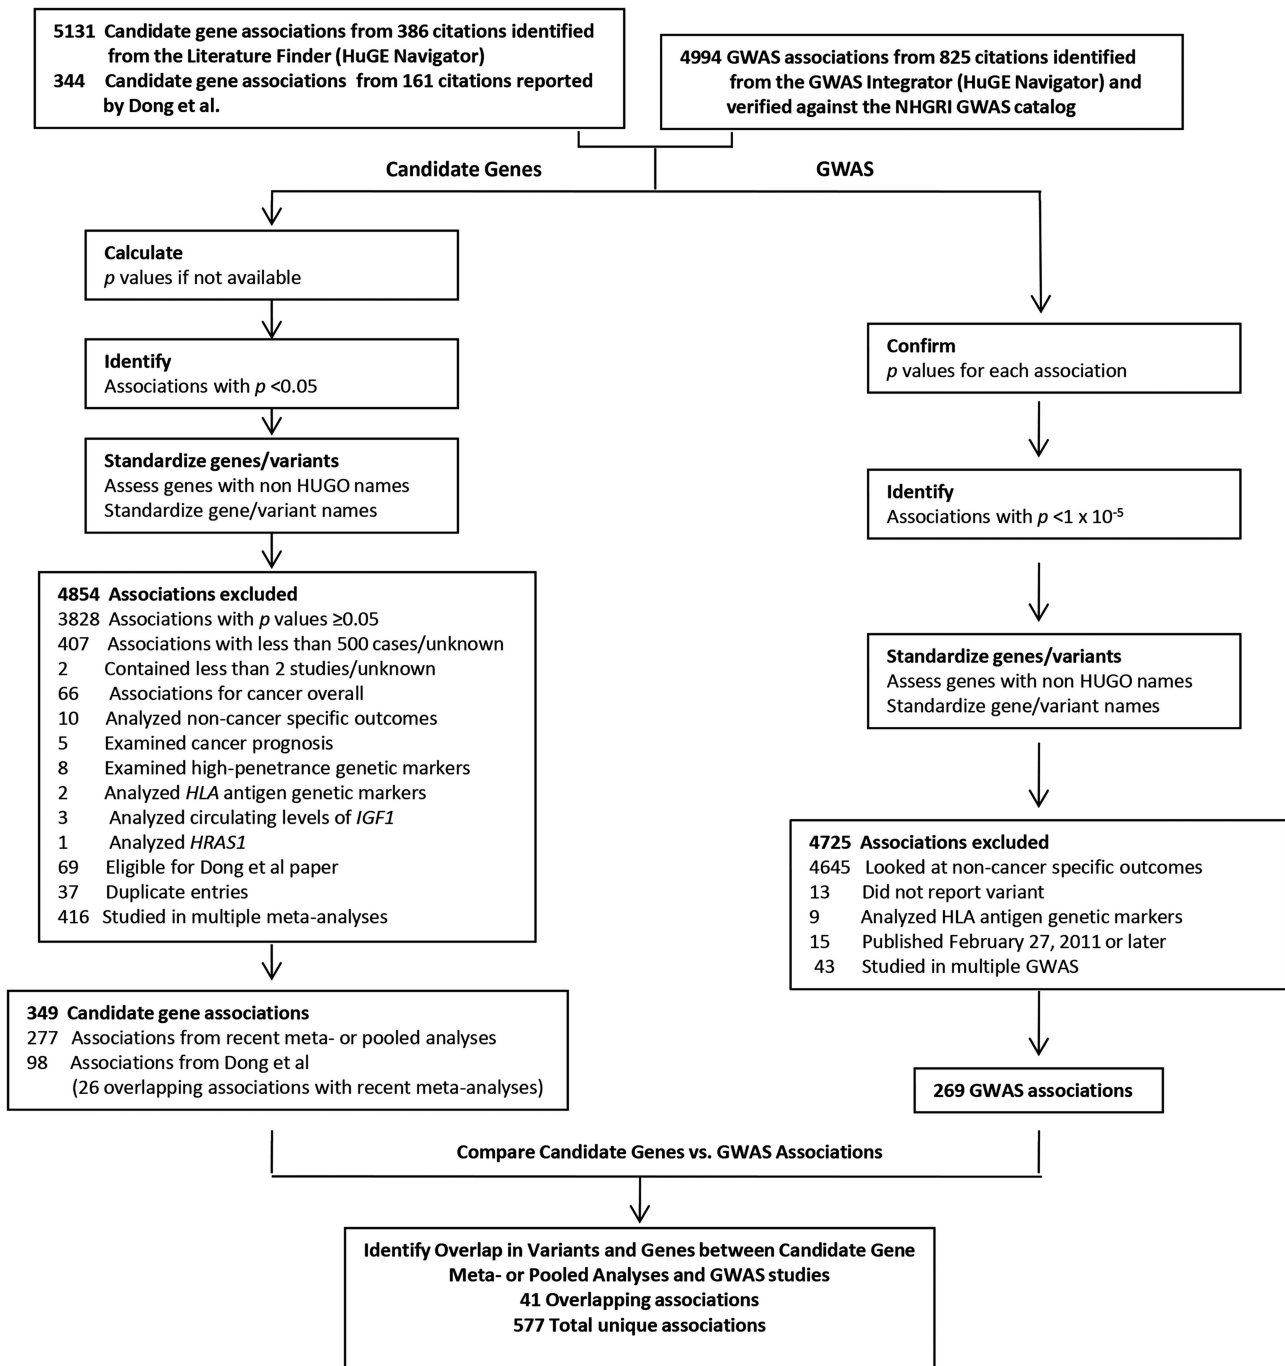 5131 Candidate gene associations from 386 citations identified
from the Literature Finder (HuGE Navigator)
344 Candidate gene associations from 161 citations reported
by Dong et al.
4994 GWAS associations from 825 citations identified
from the GWAS Integrator (HuGE Navigator) and
verified against the NHGRI GWAS catalog
Candidate Genes
GWAS
Calculate
p values if not available
Identify
Associations with p <0.05
Standardize genes/variants
Assess genes with non HUGO names
Standardize gene/variant names
4854 Associations excluded
3828 Associations with p values ≥0.05
407 Associations with less than 500 cases/unknown
2 Contained less than 2 studies/unknown
66 Associations for cancer overall
10 Analyzed non-cancer specific outcomes
5 Examined cancer prognosis
8 Examined high-penetrance genetic markers
2 Analyzed HLA antigen genetic markers
3 Analyzed circulating levels of IGF1
1 Analyzed HRAS1
69 Eligible for Dong et al paper
37 Duplicate entries
416 Studied in multiple meta-analyses
349 Candidate gene associations
277 Associations from recent meta- or pooled analyses
98 Associations from Dong et al
(26 overlapping associations with recent meta-analyses)
Confirm
p values for each association
Identify
Associations with p <1 x 10⁻⁵
Standardize genes/variants
Assess genes with non HUGO names
Standardize gene/variant names
4725 Associations excluded
4645 Looked at non-cancer specific outcomes
13 Did not report variant
9 Analyzed HLA antigen genetic markers
15 Published February 27, 2011 or later
43 Studied in multiple GWAS
269 GWAS associations
Compare Candidate Genes vs. GWAS Associations
Identify Overlap in Variants and Genes between Candidate Gene
Meta- or Pooled Analyses and GWAS studies
41 Overlapping associations
577 Total unique associations